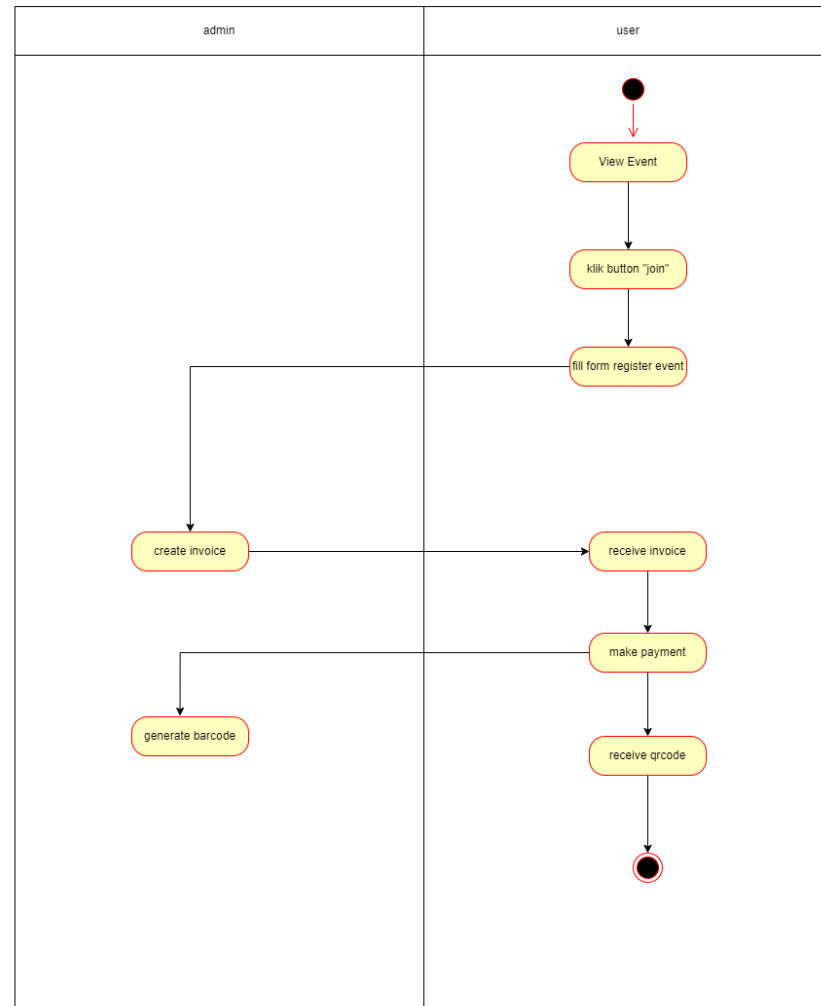 admin
user
View Event
klik button "join"
fill form register event
create invoice
receive invoice
make payment
generate barcode
receive qrcode